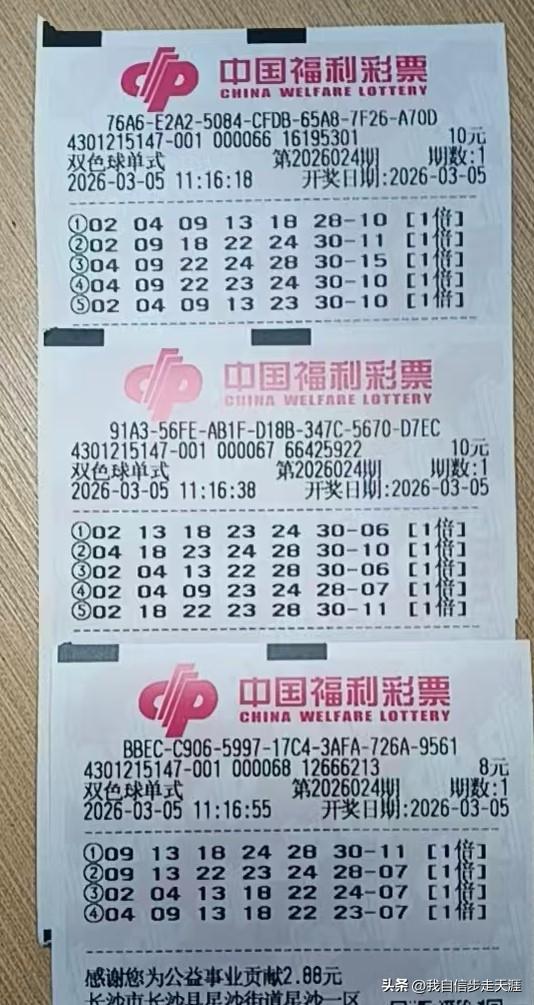 中国福利彩票
CHINA WELFARE LOTTERY
76A6-E2A2-5084-CFDB-65A8-7F26-A70D
4301215147-001 000066 16195301 10元
双色球单式 第2026024期 期数:1
2026-03-05 11:16:18 开奖日期:2026-03-05
①02 04 09 13 18 28-10 [1倍]
②02 09 18 22 24 30-11 [1倍]
③04 09 22 24 28 30-15 [1倍]
④04 09 22 23 24 30-10 [1倍]
⑤02 04 09 13 23 30-10 [1倍]
中国福利彩票
CHINA WELFARE LOTTERY
91A3-56FE-AB1F-D18B-347C-5670-D7EC
4301215147-001 000067 66425922 10元
双色球单式 第2026024期 期数:1
2026-03-05 11:16:38 开奖日期:2026-03-05
①02 13 18 23 24 30-06 [1倍]
②04 18 23 24 28 30-10 [1倍]
③02 04 13 22 28 30-06 [1倍]
④02 04 09 23 24 28-07 [1倍]
⑤02 18 22 23 28 30-11 [1倍]
中国福利彩票
CHINA WELFARE LOTTERY
BBEC-C906-5997-17C4-3AFA-726A-9561
4301215147-001 000068 12666213 8元
双色球单式 第2026024期 期数:1
2026-03-05 11:16:55 开奖日期:2026-03-05
①09 13 18 24 28 30-11 [1倍]
②09 13 22 23 24 28-07 [1倍]
③02 04 13 18 22 24-07 [1倍]
④04 09 13 18 22 23-07 [1倍]
感谢您为公益事业贡献2.88元
长沙市长沙县星沙街道星沙一区
头条 @我自信步走天涯